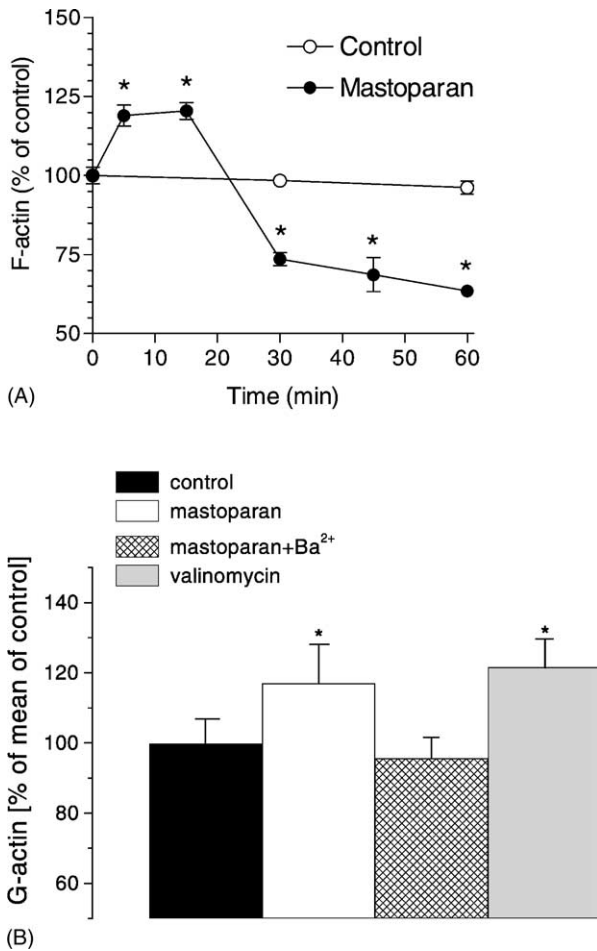 150
125
100
75
50
F-actin (% of control)
Control
Mastoparan
*
*
*
*
*
0
10
20
30
40
50
60
Time (min)
(A)
control
mastoparan
mastoparan+Ba²⁺
valinomycin
G-actin [% of mean of control]
140
120
100
80
60
*
*
(B)